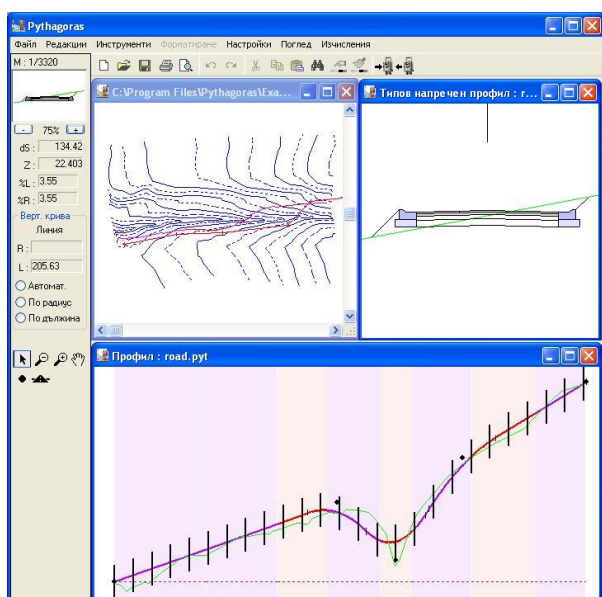 Pythagoras
Файл Редакции Инструменти Форматиране Настройки Поглед Изчисления
M : 1/3320
C:\Program Files\Pythagoras\Exa...
Типов напречен профил : r...
- 75% +
dS : 134.42
Z : 22.403
%L : 3.55
%R : 3.55
Верт. крива
Линия
R :
L : 205.63
Автомат.
По радиус
По дължина
Профил : road.pyt